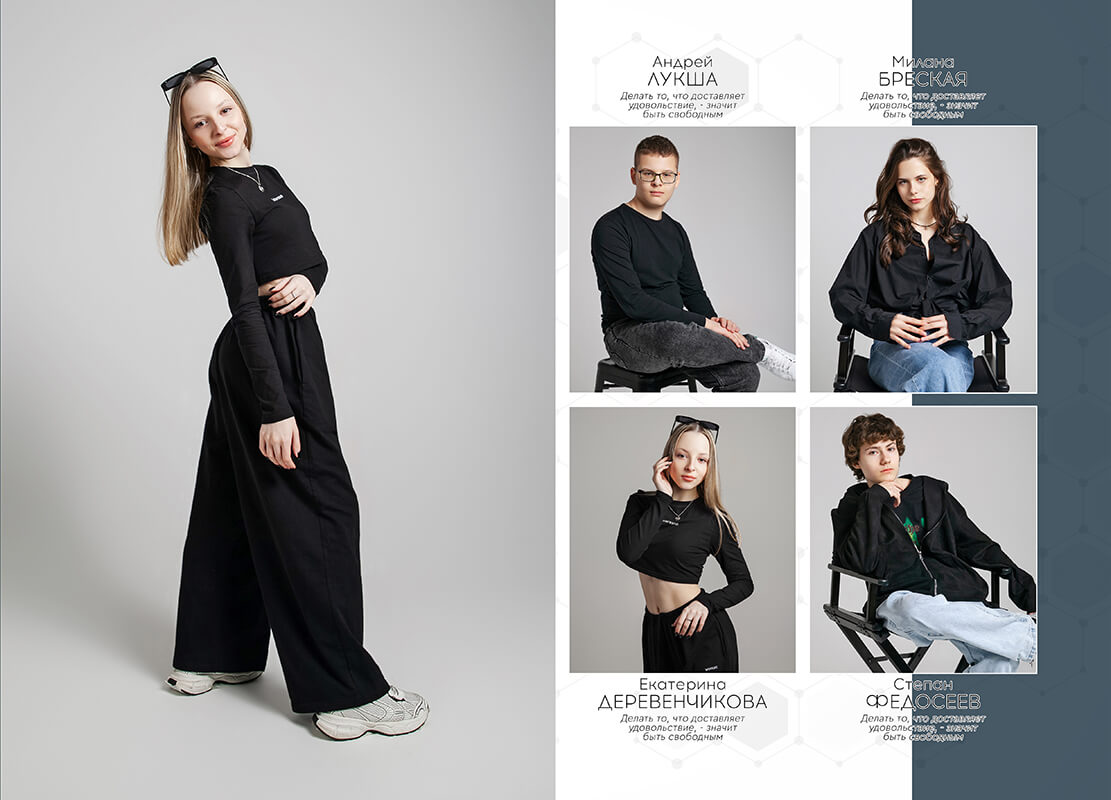 Андрей
ЛУКША
Делать то, что доставляет
удовольствие, - значит
быть свободным
Милана
БРЕСКАЯ
Делать то, что доставляет
удовольствие, - значит
быть свободным
Екатерина
ДЕРЕВЕНЧИКОВА
Делать то, что доставляет
удовольствие, - значит
быть свободным
Степан
ФЕДОСЕЕВ
Делать то, что доставляет
удовольствие, - значит
быть свободным